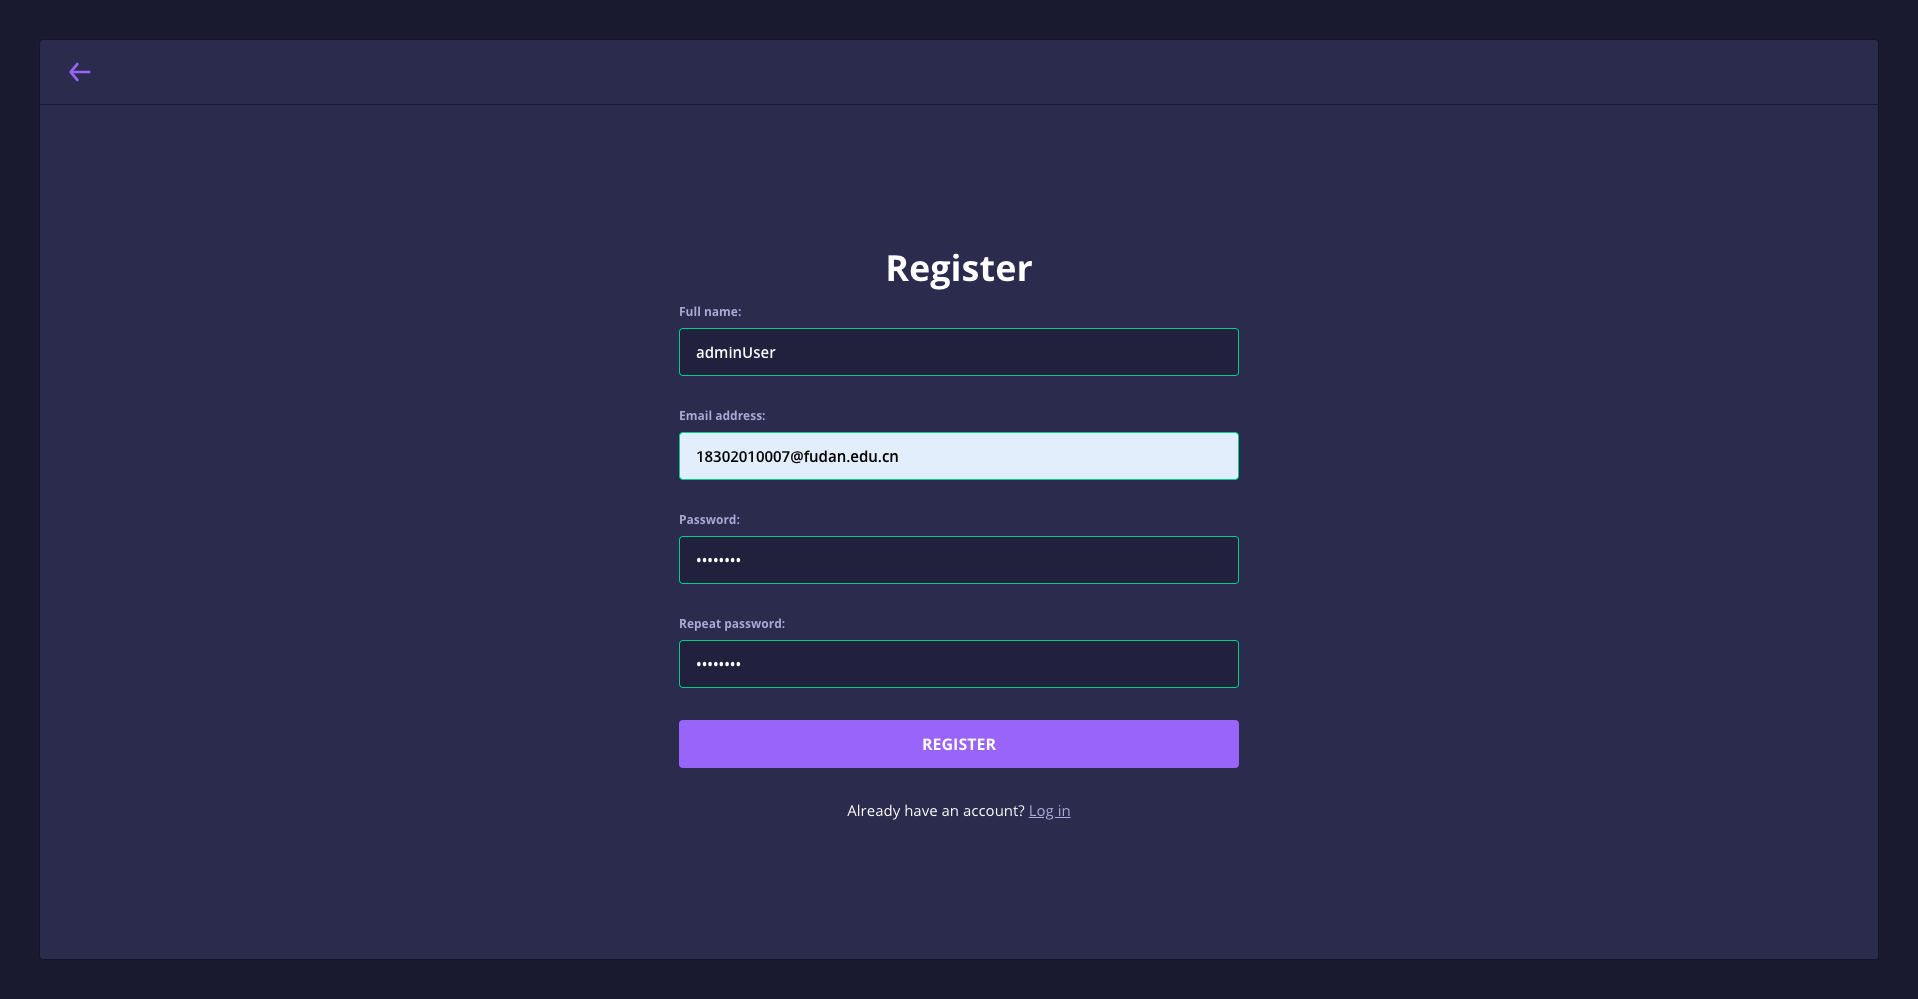 Register
Full name:
adminUser
Email address:
18302010007@fudan.edu.cn
Password:
••••••••
Repeat password:
••••••••
REGISTER
Already have an account? Log in